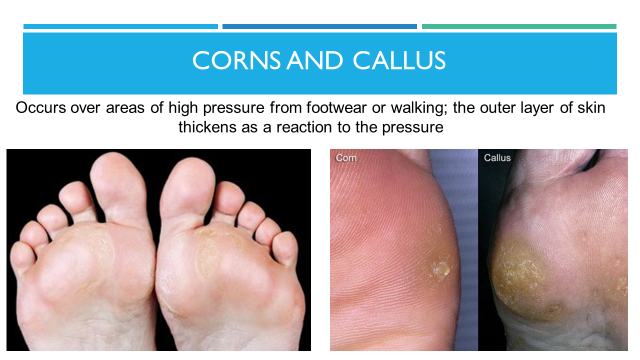 CORNS AND CALLUS
Occurs over areas of high pressure from footwear or walking; the outer layer of skin
thickens as a reaction to the pressure
Corn
Callus